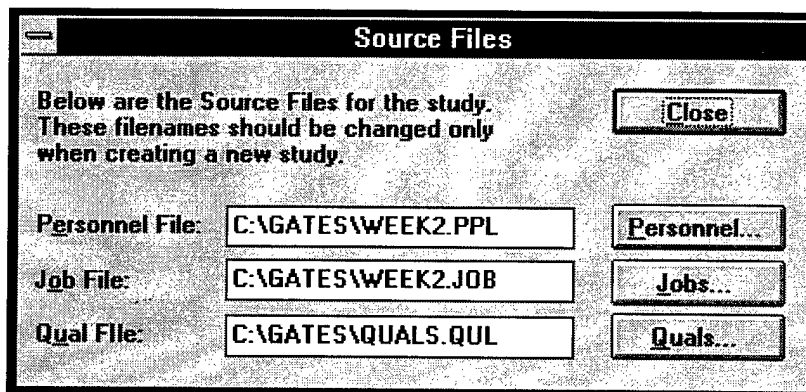 Source Files
Below are the Source Files for the study.
These filenames should be changed only
when creating a new study.
Close
Personnel File: C:\GATES\WEEK2.PPL Personnel...
Job File: C:\GATES\WEEK2.JOB Jobs...
Qual FIle: C:\GATES\QUALS.QUL Quals...